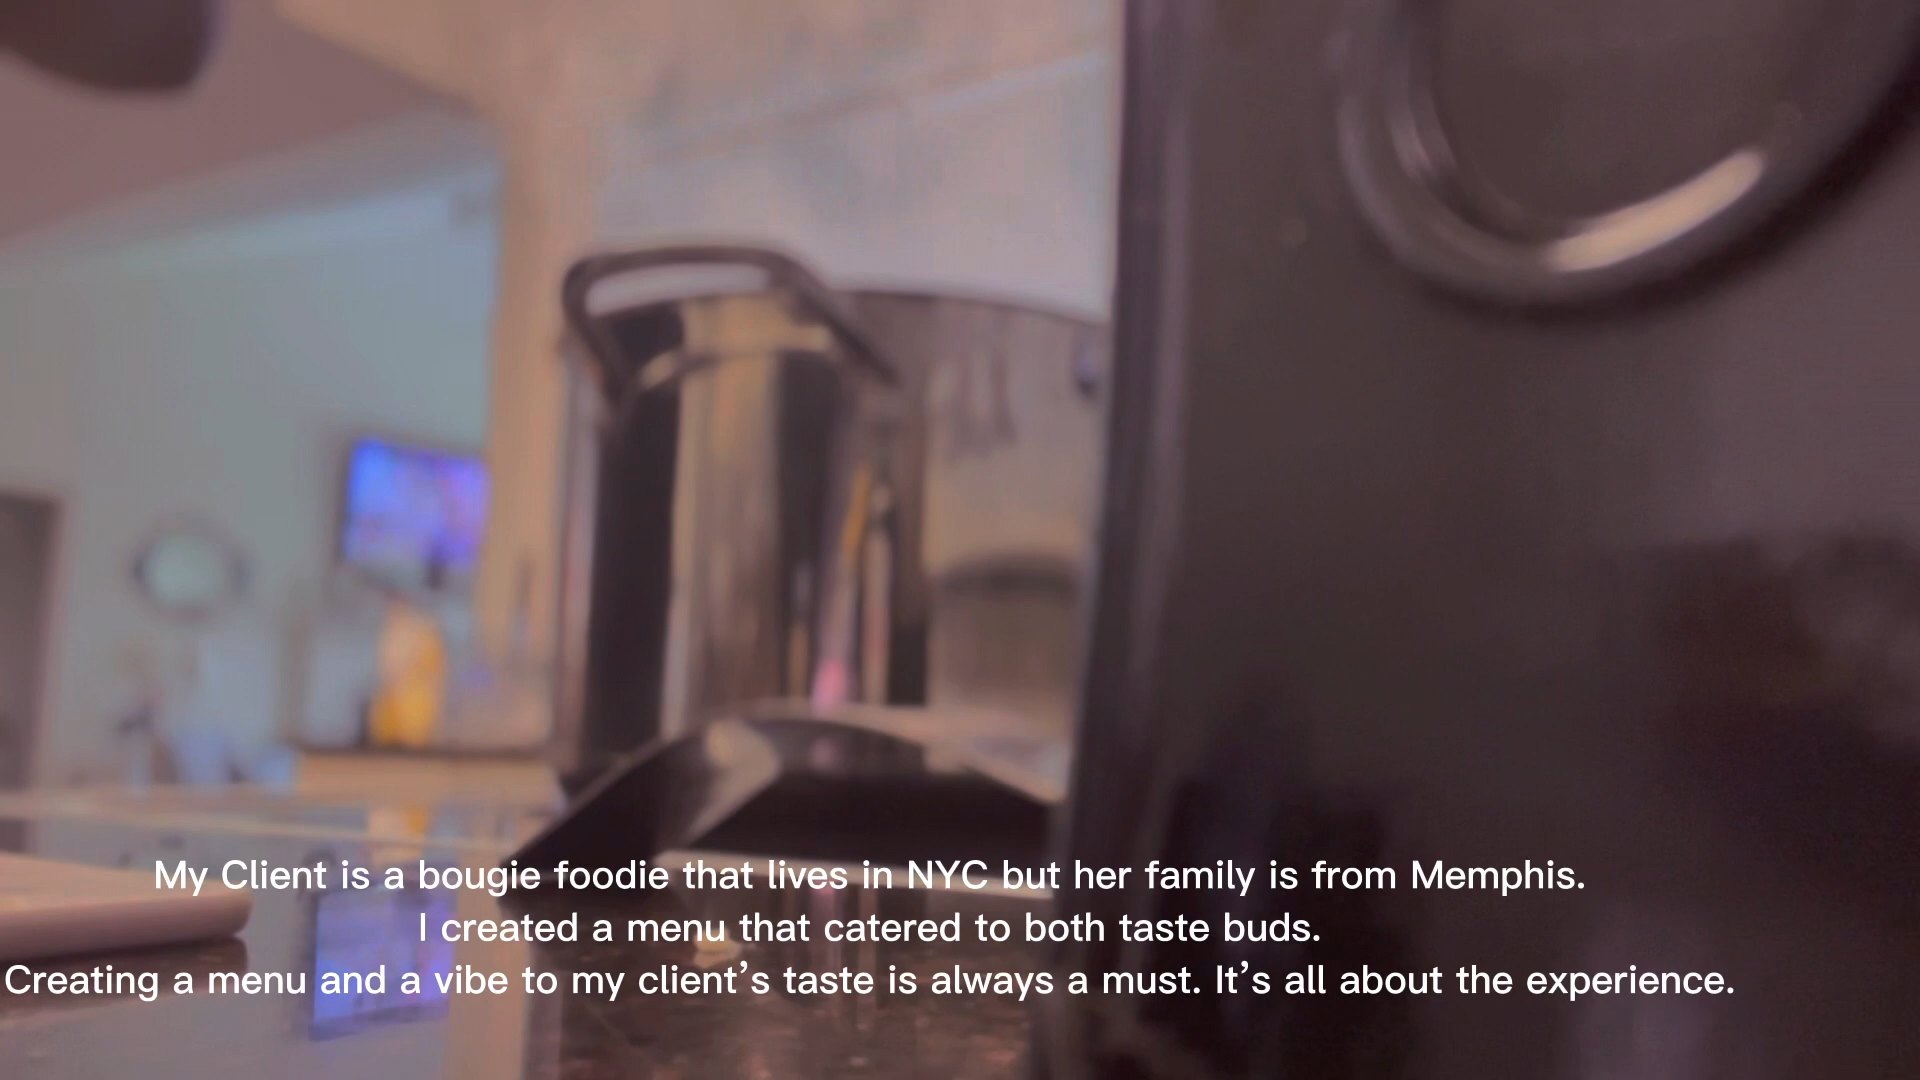 My Client is a bougie foodie that lives in NYC but her family is from Memphis.
I created a menu that catered to both taste buds.
Creating a menu and a vibe to my client’s taste is always a must. It’s all about the experience.